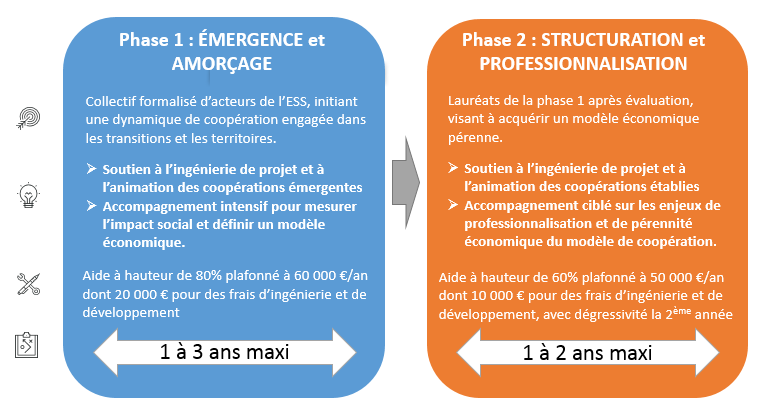 Phase 1 : ÉMERGENCE et
AMORÇAGE
Collectif formalisé d’acteurs de l’ESS, initiant
une dynamique de coopération engagée dans
les transitions et les territoires.
➢ Soutien à l’ingénierie de projet et à
l’animation des coopérations émergentes
➢ Accompagnement intensif pour mesurer
l’impact social et définir un modèle
économique.
Aide à hauteur de 80% plafonné à 60 000 €/an
dont 20 000 € pour des frais d’ingénierie et de
développement
1 à 3 ans maxi
Phase 2 : STRUCTURATION et
PROFESSIONNALISATION
Lauréats de la phase 1 après évaluation,
visant à acquérir un modèle économique
pérenne.
➢ Soutien à l’ingénierie de projet et à
l’animation des coopérations établies
➢ Accompagnement ciblé sur les enjeux de
professionnalisation et de pérennité
économique du modèle de coopération.
Aide à hauteur de 60% plafonné à 50 000 €/an
dont 10 000 € pour des frais d’ingénierie et de
développement, avec dégressivité la 2ème année
1 à 2 ans maxi